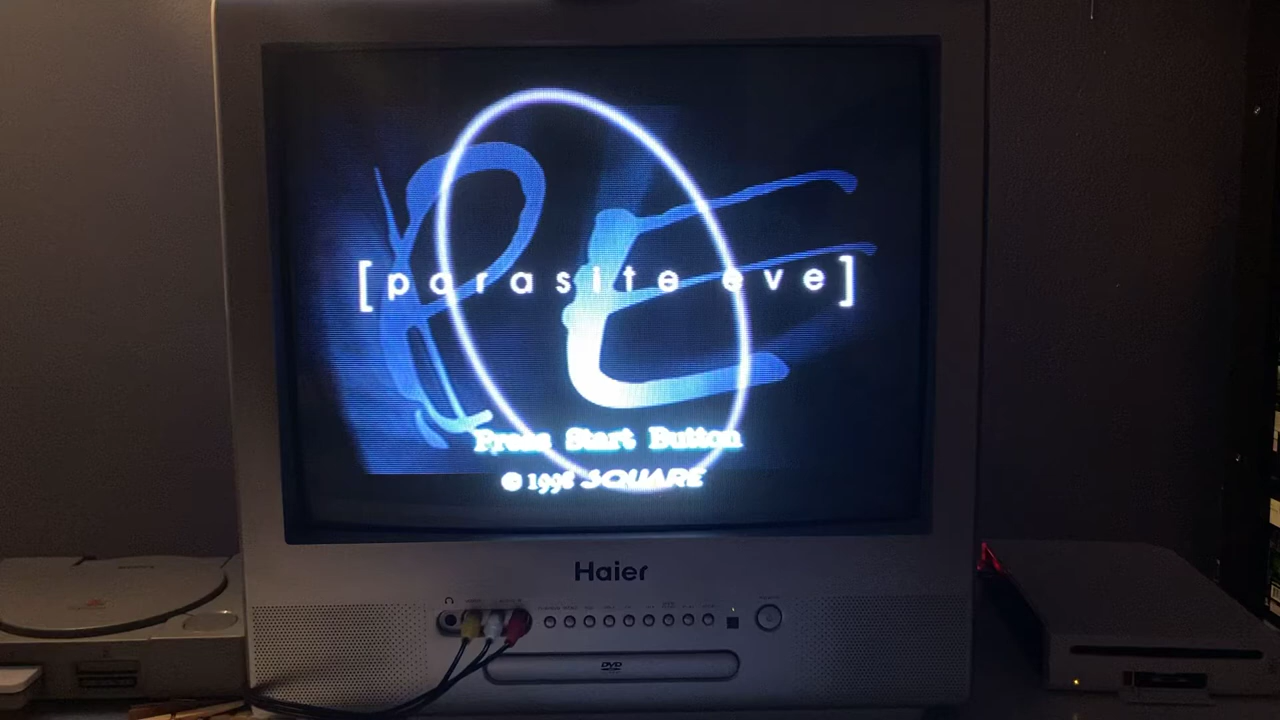 [parasite eve]
Press Start Button
© 1998 SQUARE
Haier
DVD